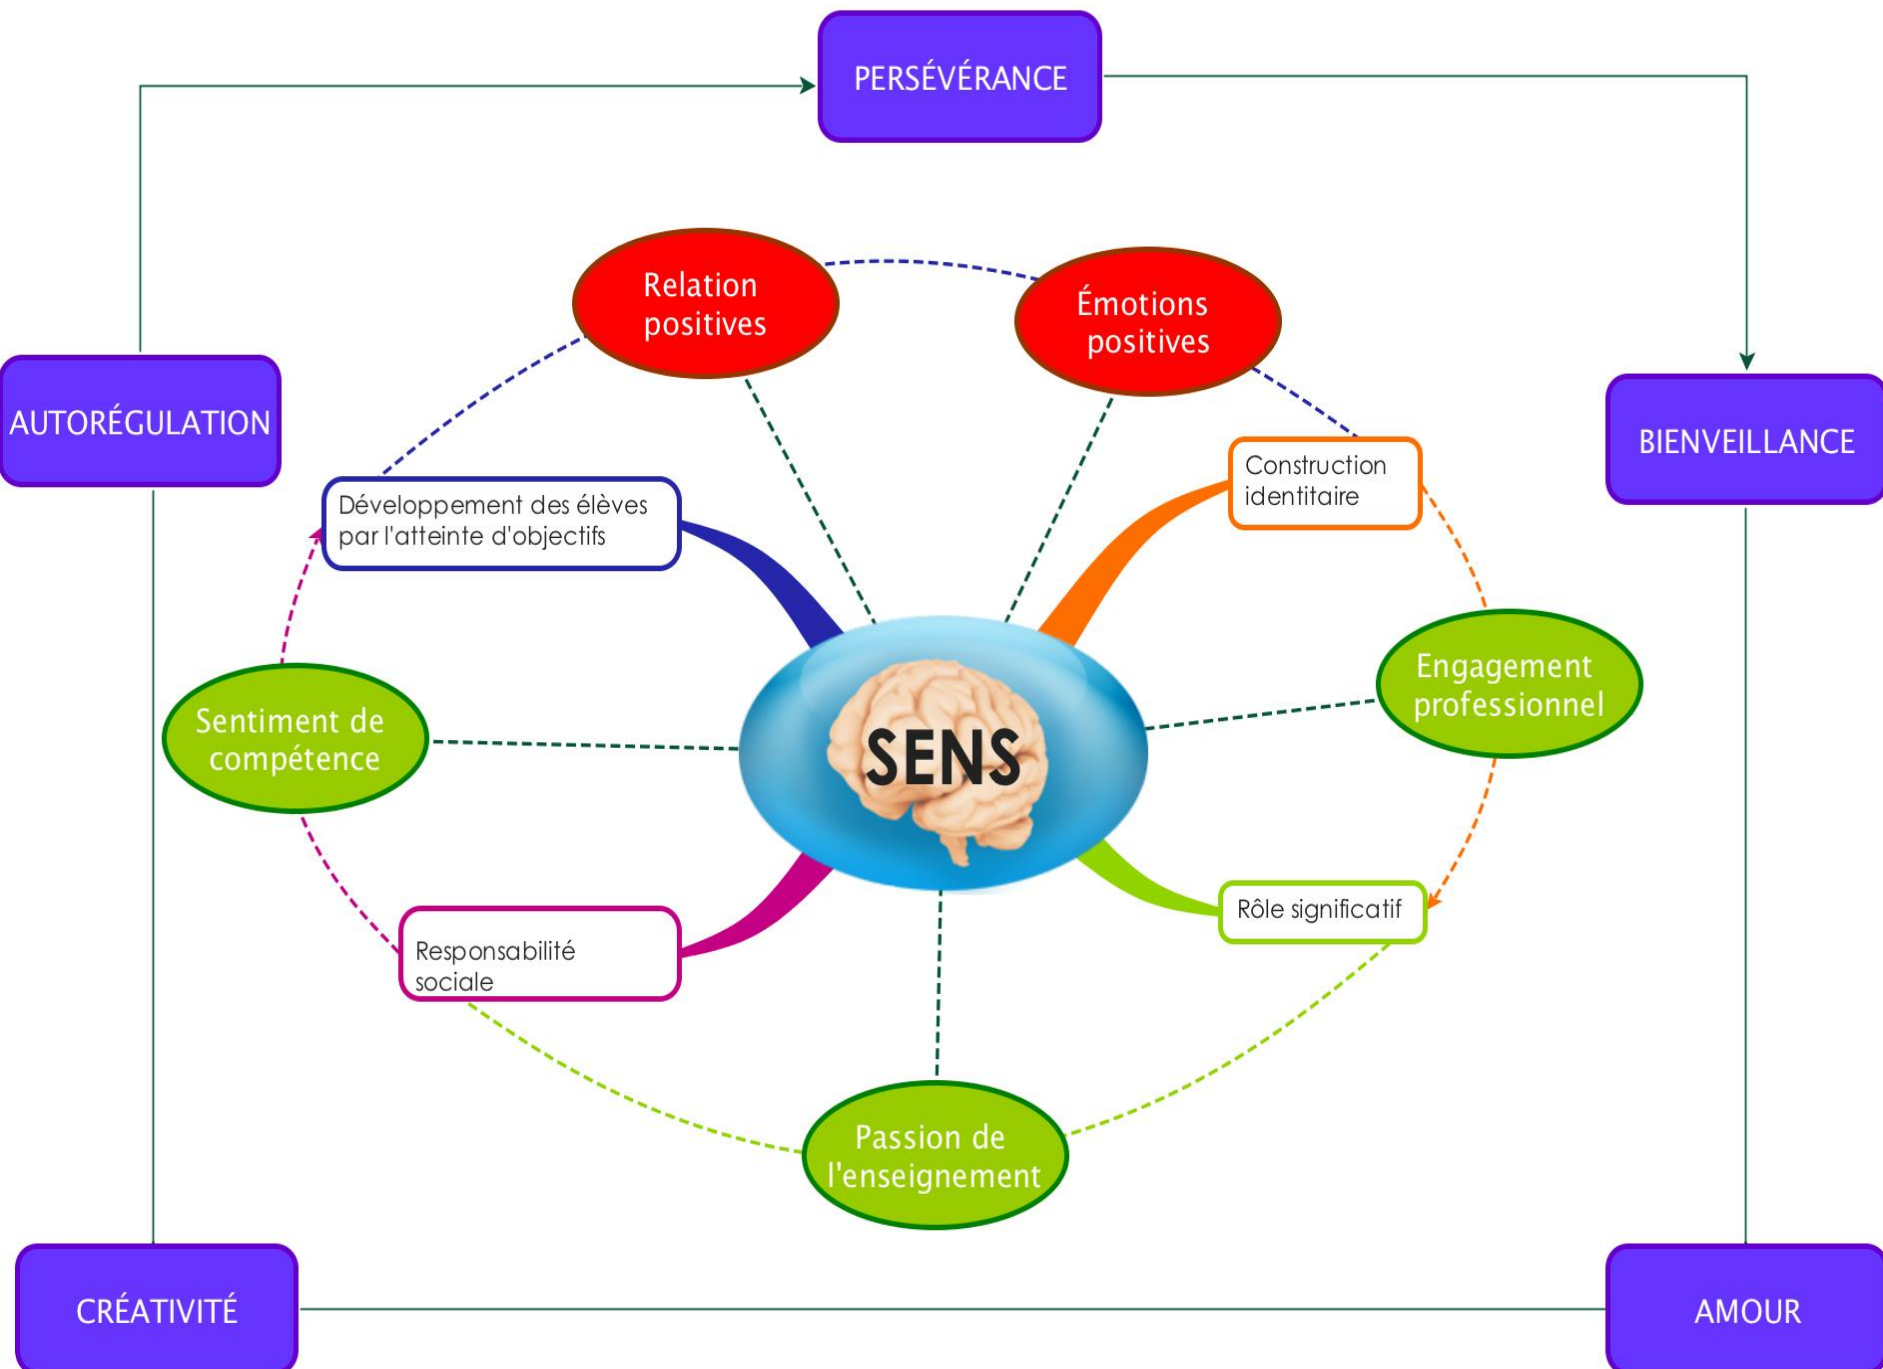 PERSÉVÉRANCE
Relation
positives
Émotions
positives
AUTORÉGULATION
BIENVEILLANCE
Construction
identitaire
Développement des élèves
par l'atteinte d'objectifs
Engagement
professionnel
Sentiment de
compétence
SENS
Rôle significatif
Responsabilité
sociale
Passion de
l'enseignement
CRÉATIVITÉ
AMOUR